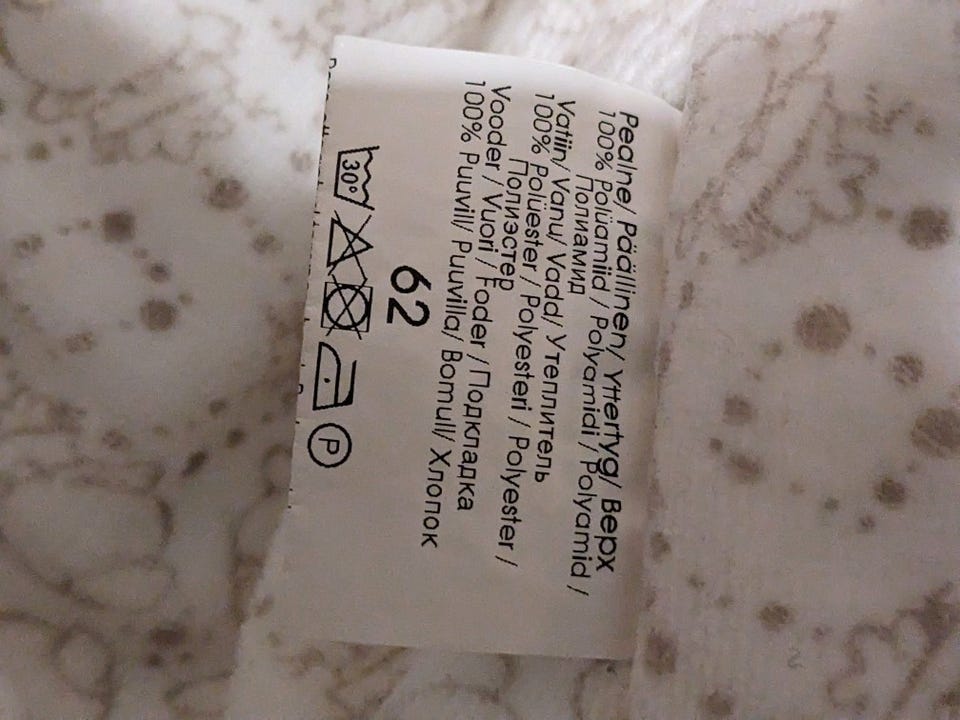 Pealne/ Päällinen/ Yttertyg/ Верх
100% Polüamiid / Polyamidi / Polyamid /
Полиамид
Vatiin/ Vanu/ Vadd/ Утеплитель
100% Polüester / Polyesteri / Polyester /
Полиэстер
Vooder / Vuori / Foder / Подкладка
100% Puuvill/ Puuvilla/ Bomull/ Хлопок
62
30° P